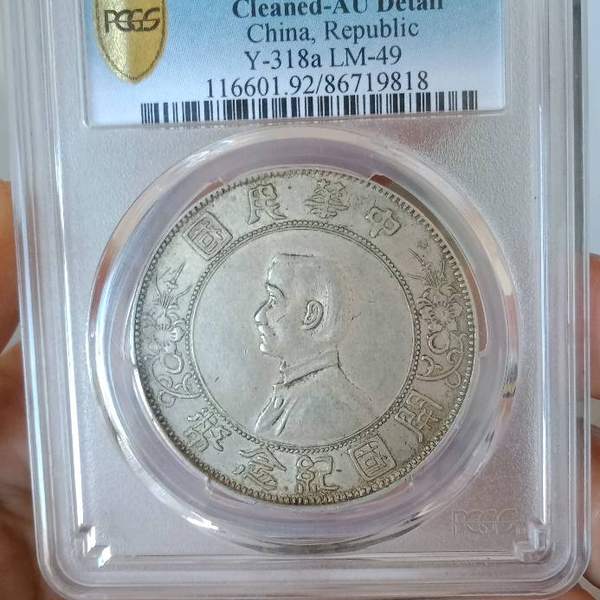 PCGS
Cleaned-AU Detail
China, Republic
Y-318a LM-49
116601.92/86719818
中華民國
開國紀念幣
PCGS